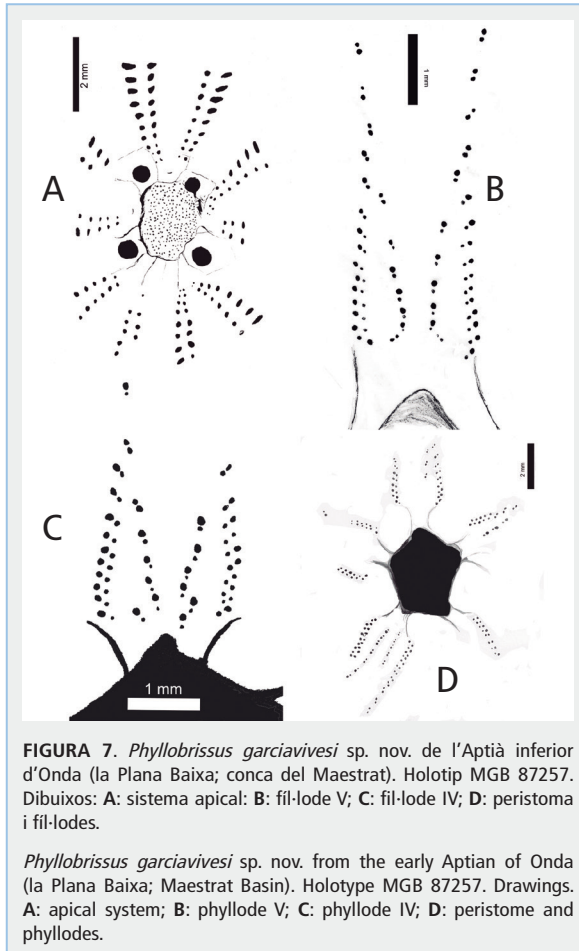 2 mm
1 mm
A
B
C
2 mm
D
1 mm
FIGURA 7. Phyllobrissus garciavivesi sp. nov. de l'Aptià inferior
d'Onda (la Plana Baixa; conca del Maestrat). Holotip MGB 87257.
Dibuixos: A: sistema apical: B: fíl·lode V; C: fil·lode IV; D: peristoma
i fíl·lodes.
Phyllobrissus garciavivesi sp. nov. from the early Aptian of Onda
(la Plana Baixa; Maestrat Basin). Holotype MGB 87257. Drawings.
A: apical system; B: phyllode V; C: phyllode IV; D: peristome and
phyllodes.